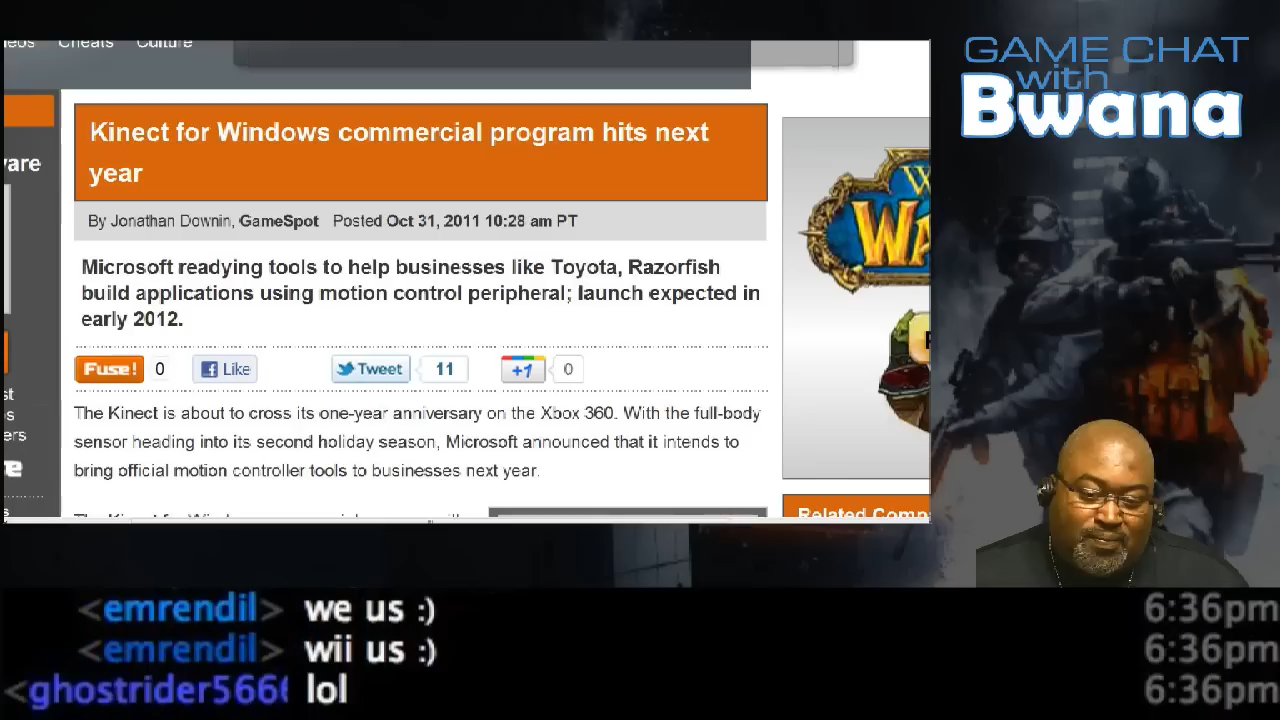 Cheats Culture
GAME CHAT
with
Bwana
Kinect for Windows commercial program hits next
year
By Jonathan Downin, GameSpot Posted Oct 31, 2011 10:28 am PT
Microsoft readying tools to help businesses like Toyota, Razorfish
build applications using motion control peripheral; launch expected in
early 2012.
Fuse! 0 Like Tweet 11 +1 0
The Kinect is about to cross its one-year anniversary on the Xbox 360. With the full-body
sensor heading into its second holiday season, Microsoft announced that it intends to
bring official motion controller tools to businesses next year.
The Kinect for
Related
<emrendil> we us :) 6:36pm
<emrendil> wii us :) 6:36pm
<ghostrider566 lol 6:36pm